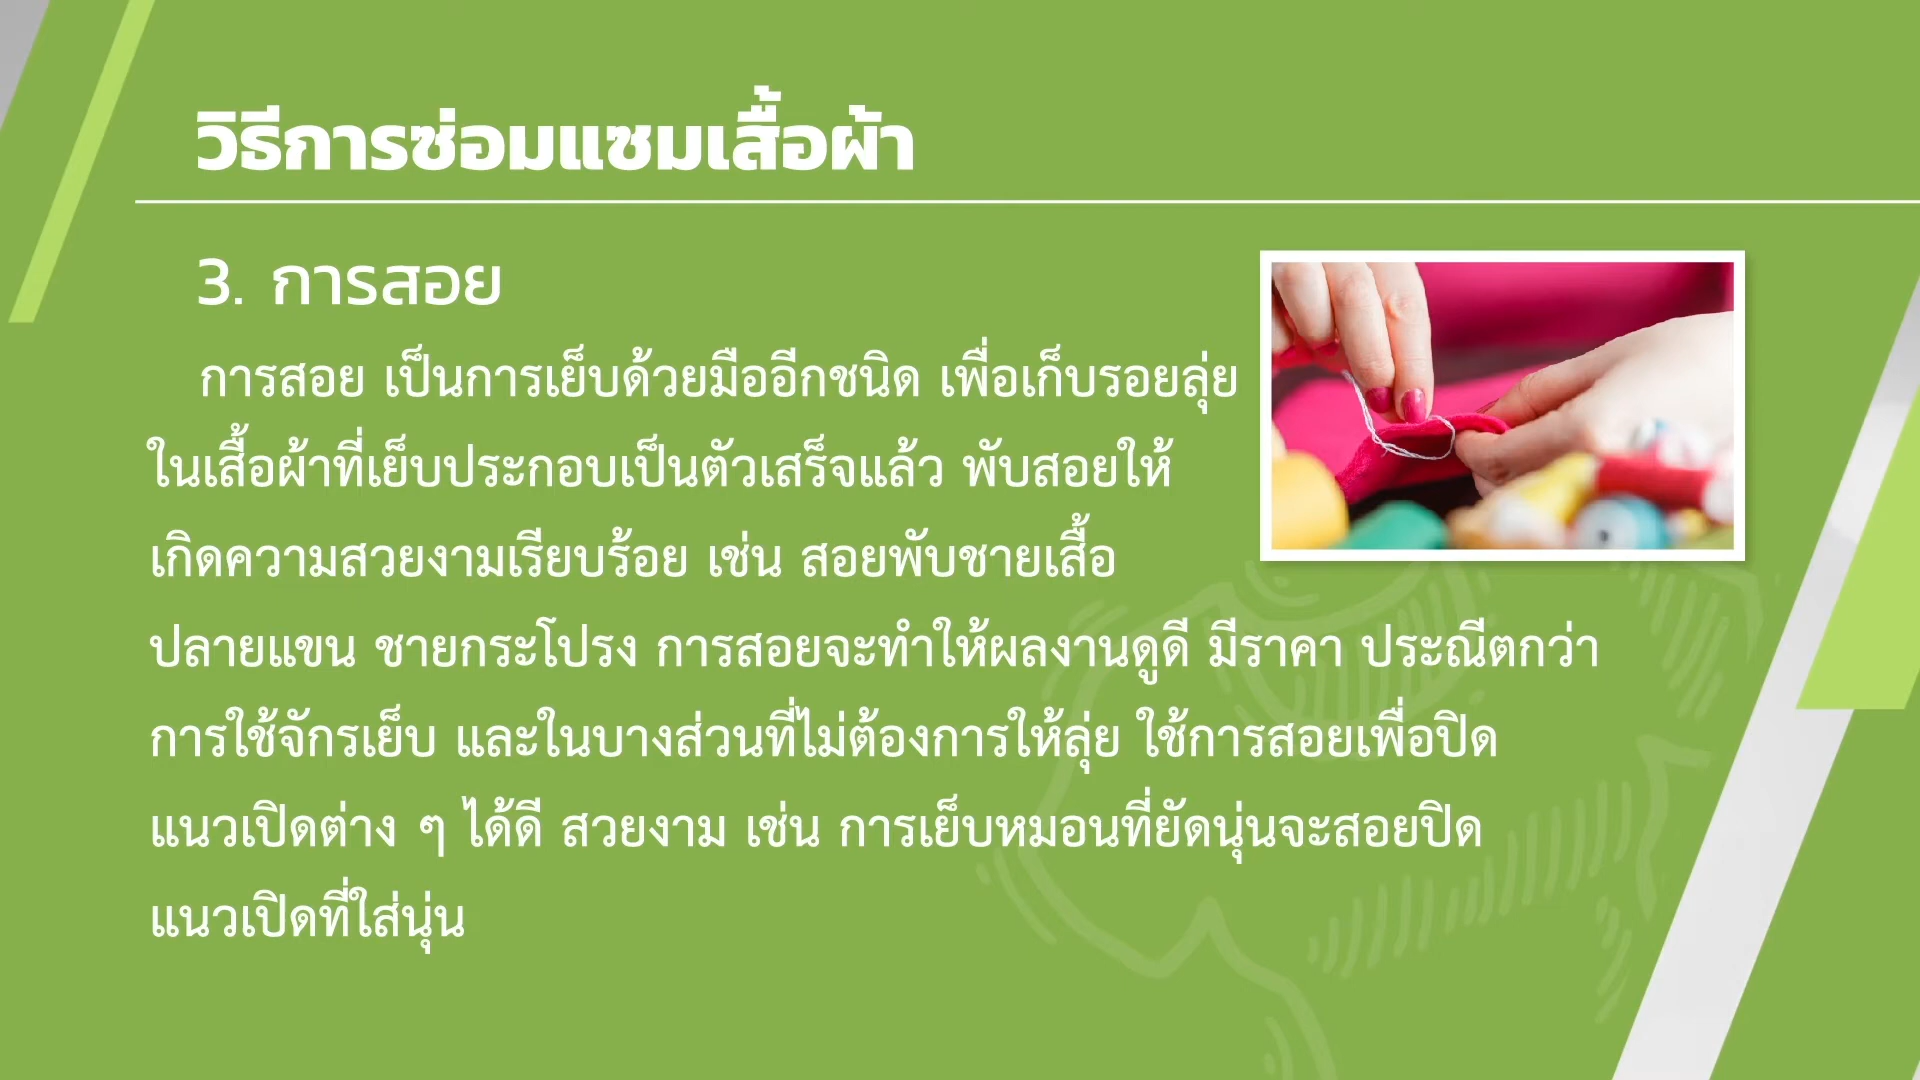 วิธีการซ่อมแซมเสื้อผ้า
3. การสอย
การสอย เป็นการเย็บด้วยมืออีกชนิด เพื่อเก็บรอยลุ่ย
ในเสื้อผ้าที่เย็บประกอบเป็นตัวเสร็จแล้ว พับสอยให้
เกิดความสวยงามเรียบร้อย เช่น สอยพับชายเสื้อ
ปลายแขน ชายกระโปรง การสอยจะทำให้ผลงานดูดี มีราคา ประณีตกว่า
การใช้จักรเย็บ และในบางส่วนที่ไม่ต้องการให้ลุ่ย ใช้การสอยเพื่อปิด
แนวเปิดต่าง ๆ ได้ดี สวยงาม เช่น การเย็บหมอนที่ยัดนุ่นจะสอยปิด
แนวเปิดที่ใส่นุ่น